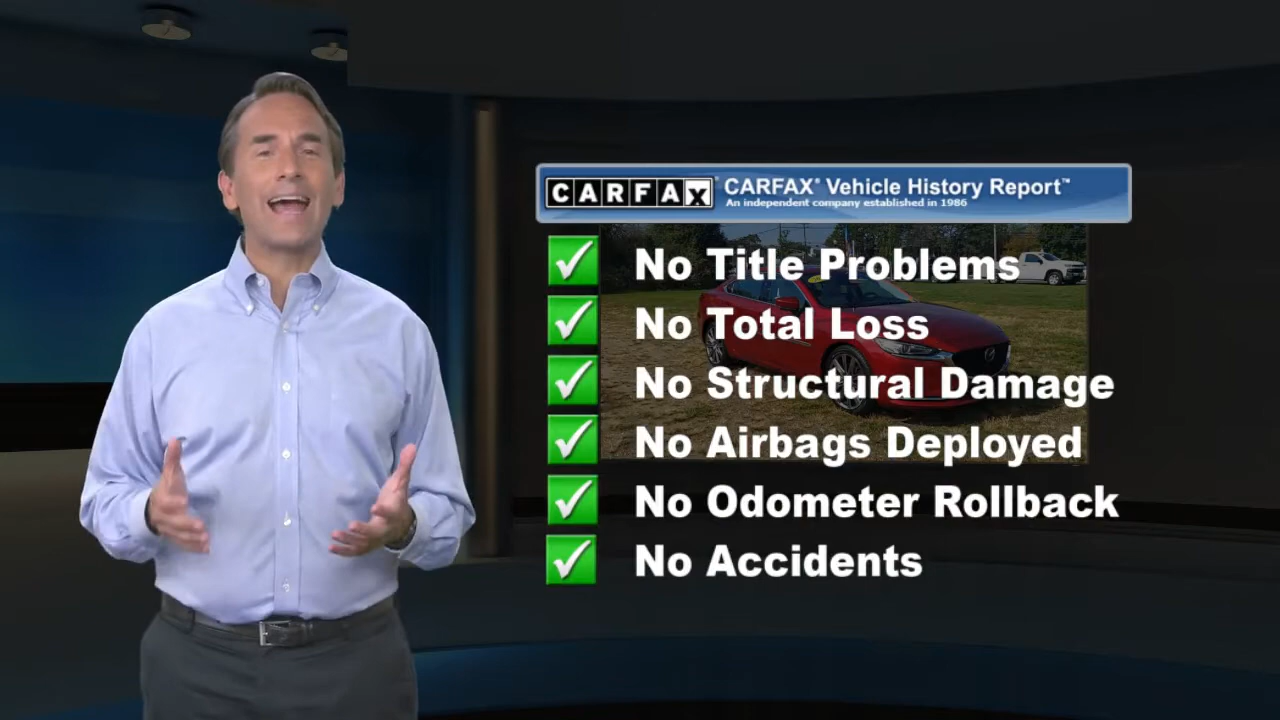 CARFAX
CARFAX® Vehicle History Report™
An independent company established in 1986
No Title Problems
No Total Loss
No Structural Damage
No Airbags Deployed
No Odometer Rollback
No Accidents